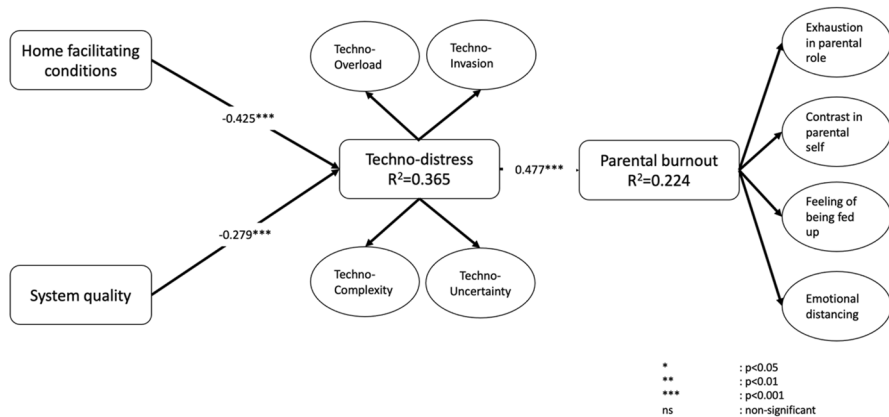 Home facilitating
conditions
System quality
-0.425***
-0.279***
Techno-
Overload
Techno-
Invasion
Techno-distress
R²=0.365
Techno-
Complexity
Techno-
Uncertainty
0.477***
Parental burnout
R²=0.224
Exhaustion
in parental
role
Contrast in
parental
self
Feeling of
being fed
up
Emotional
distancing
* : p<0.05
** : p<0.01
*** : p<0.001
ns : non-significant